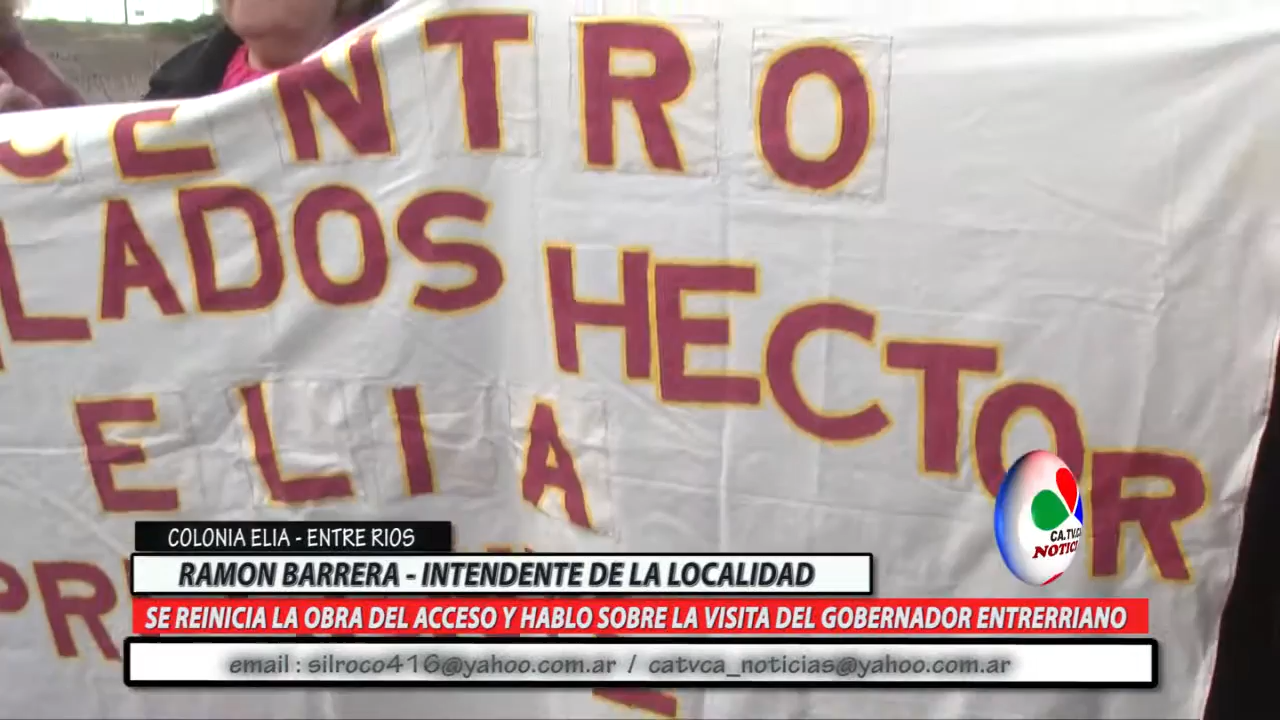 CENTRO
LADOS HECTOR
ELIA
PR
COLONIA ELIA - ENTRE RIOS
CA.TV.CA
NOTICI
RAMON BARRERA - INTENDENTE DE LA LOCALIDAD
SE REINICIA LA OBRA DEL ACCESO Y HABLO SOBRE LA VISITA DEL GOBERNADOR ENTRERRIANO
email : silroco416@yahoo.com.ar / catvca_noticias@yahoo.com.ar